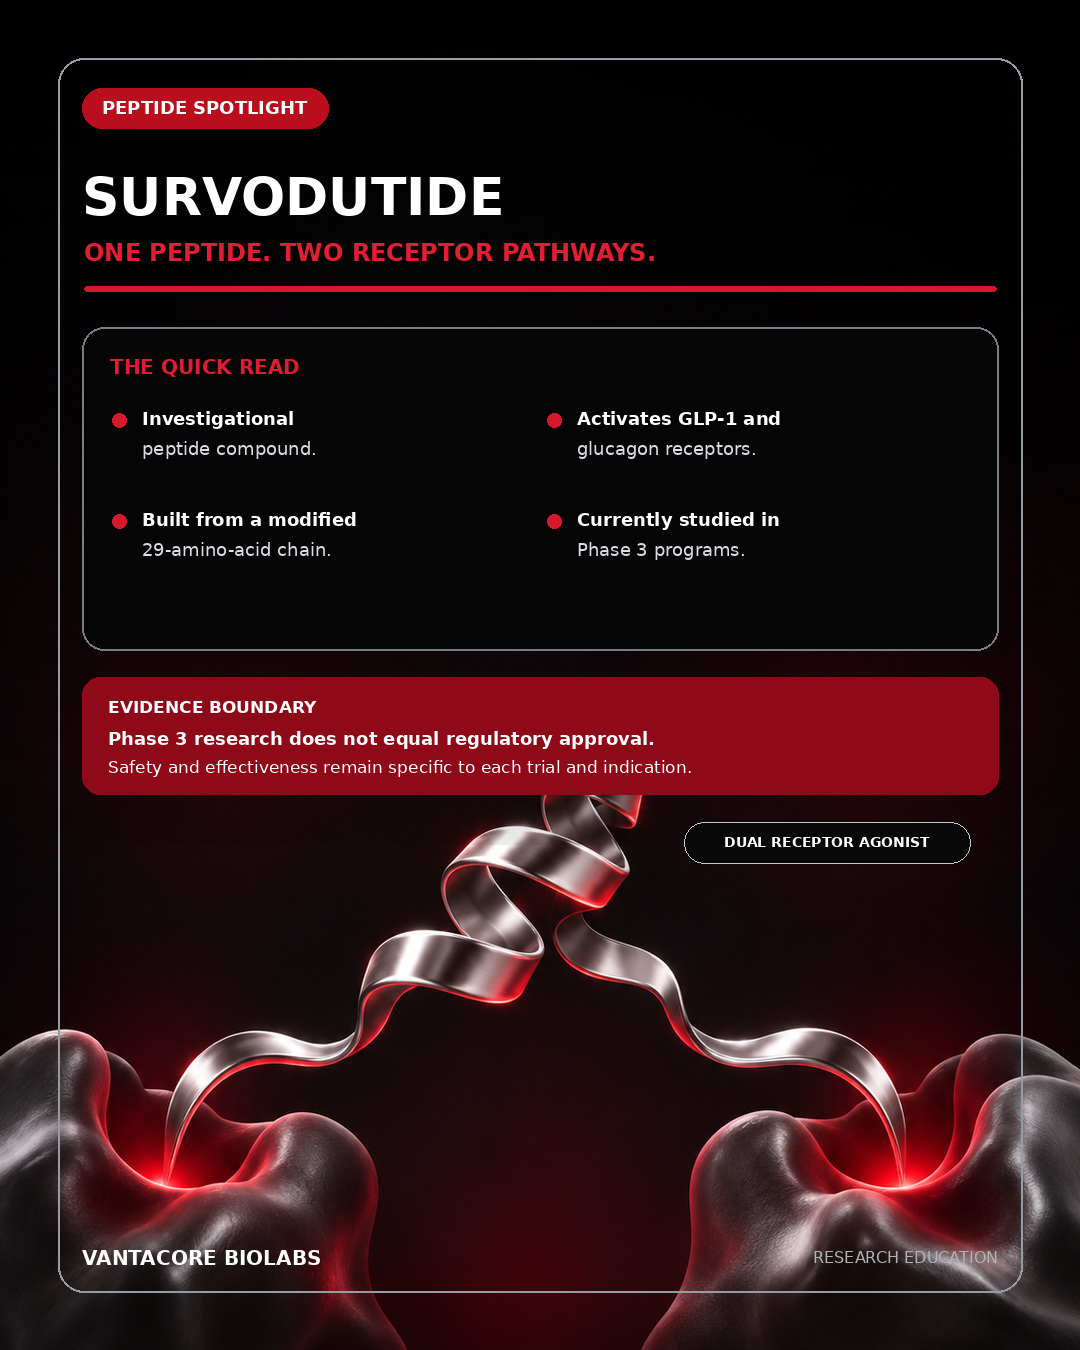 PEPTIDE SPOTLIGHT
SURVODUTIDE
ONE PEPTIDE. TWO RECEPTOR PATHWAYS.
THE QUICK READ
Investigational
peptide compound.
Activates GLP-1 and
glucagon receptors.
Built from a modified
29-amino-acid chain.
Currently studied in
Phase 3 programs.
EVIDENCE BOUNDARY
Phase 3 research does not equal regulatory approval.
Safety and effectiveness remain specific to each trial and indication.
DUAL RECEPTOR AGONIST
VANTACORE BIOLABS
RESEARCH EDUCATION